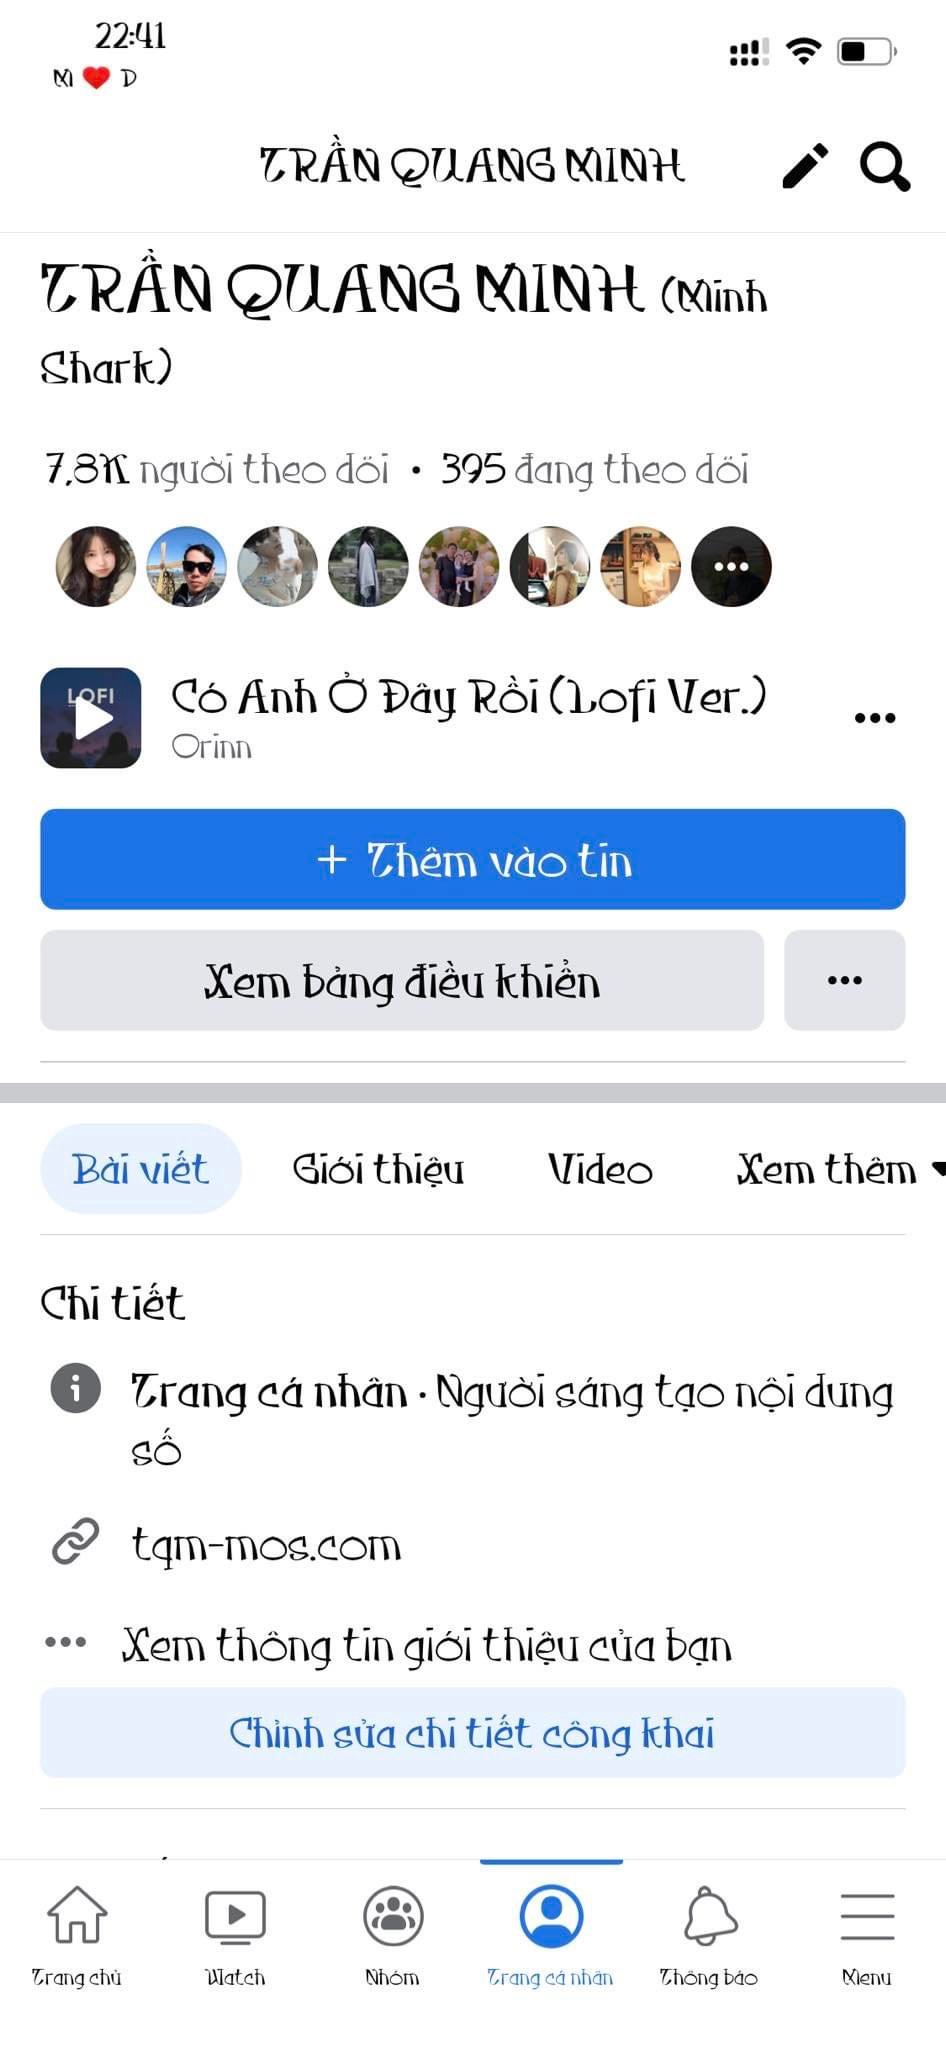 22:41
M ❤ D
TRẦN QUANG MINH
TRẦN QUANG MINH (Minh
Shark)
7,8K người theo dõi • 395 đang theo dõi
LOFI
Có Anh Ở Đây Rồi (Lofi Ver.)
Orinn
+ Thêm vào tin
Xem bảng điều khiển
Bài viết Giới thiệu Video Xem thêm
Chi tiết
Trang cá nhân · Người sáng tạo nội dung
số
tqm-mos.com
Xem thông tin giới thiệu của bạn
Chỉnh sửa chi tiết công khai
Trang chủ Watch Nhóm Trang cá nhân Thông báo Menu